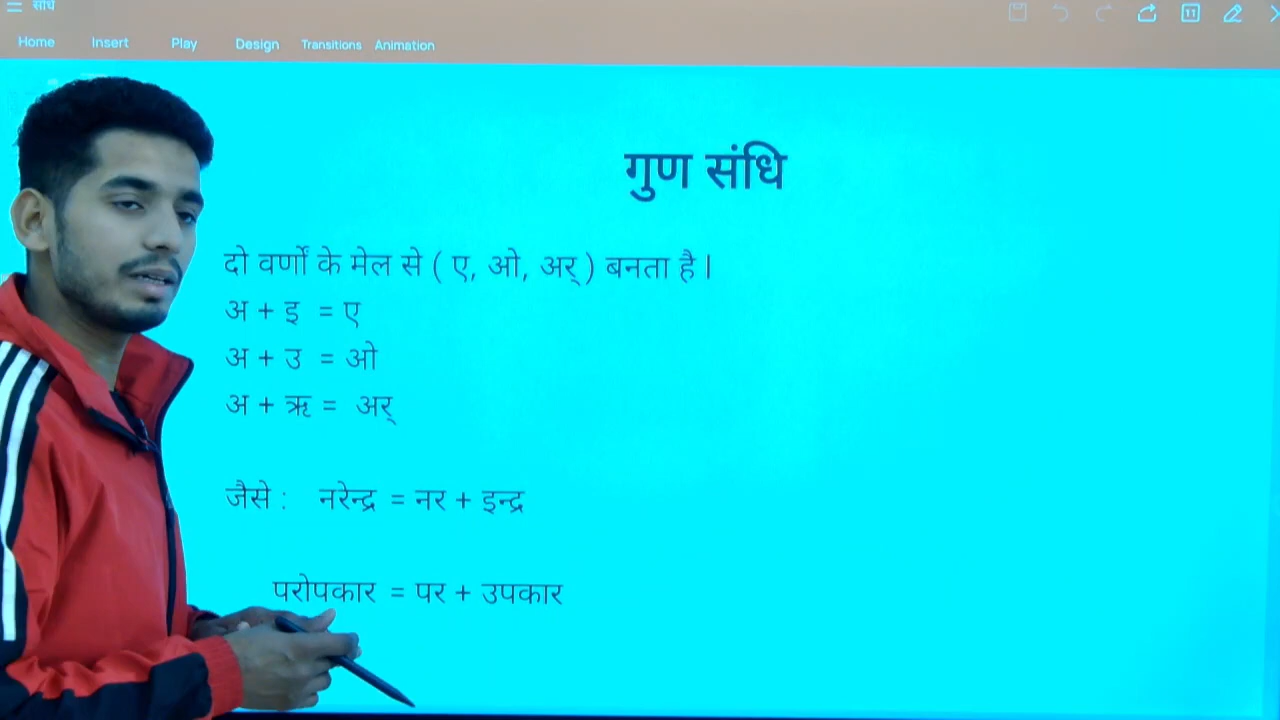 संधि
Home Insert Play Design Transitions Animation
गुण संधि
दो वर्णों के मेल से ( ए, ओ, अर् ) बनता है |
अ + इ = ए
अ + उ = ओ
अ + ऋ = अर्
जैसे : नरेन्द्र = नर + इन्द्र
परोपकार = पर + उपकार